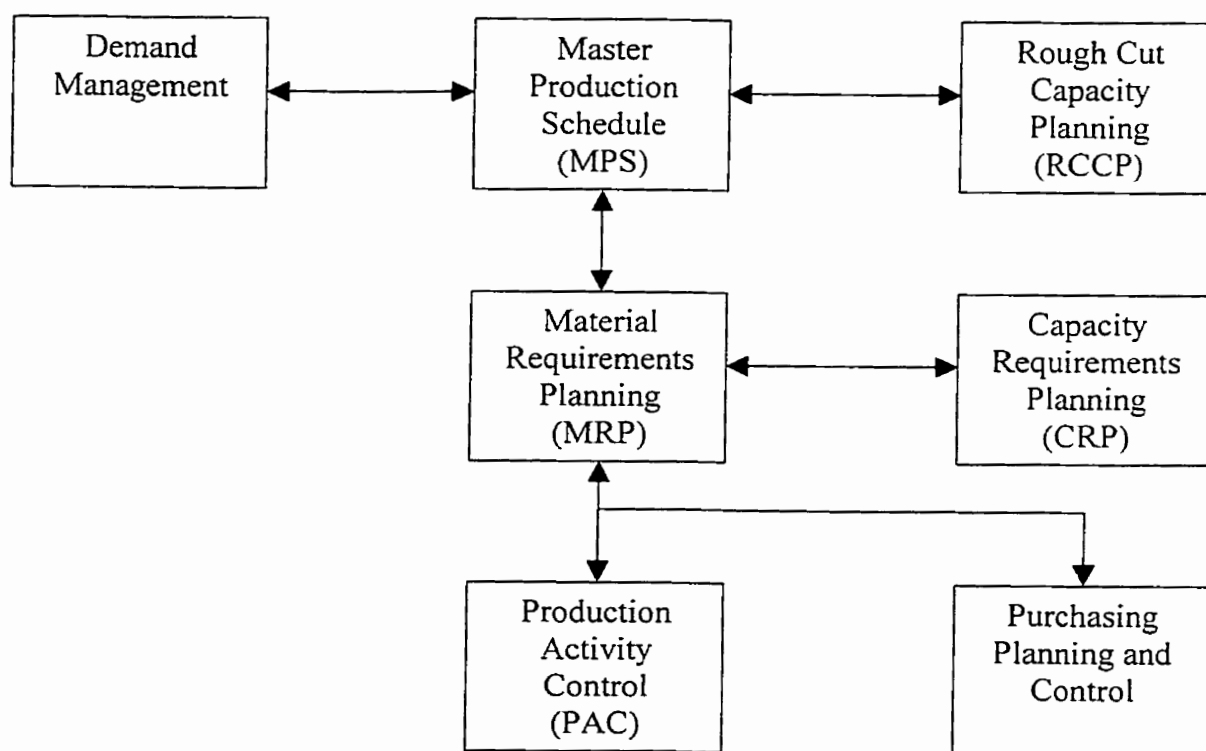 Demand
Management
Master
Production
Schedule
(MPS)
Rough Cut
Capacity
Planning
(RCCP)
Material
Requirements
Planning
(MRP)
Capacity
Requirements
Planning
(CRP)
Production
Activity
Control
(PAC)
Purchasing
Planning and
Control